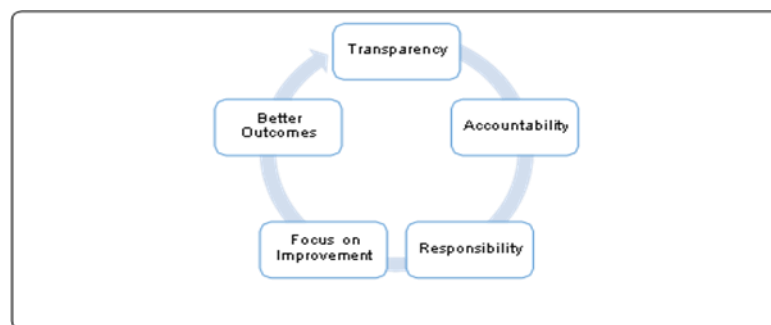 Transparency
Accountability
Responsibility
Focus on
Improvement
Better
Outcomes